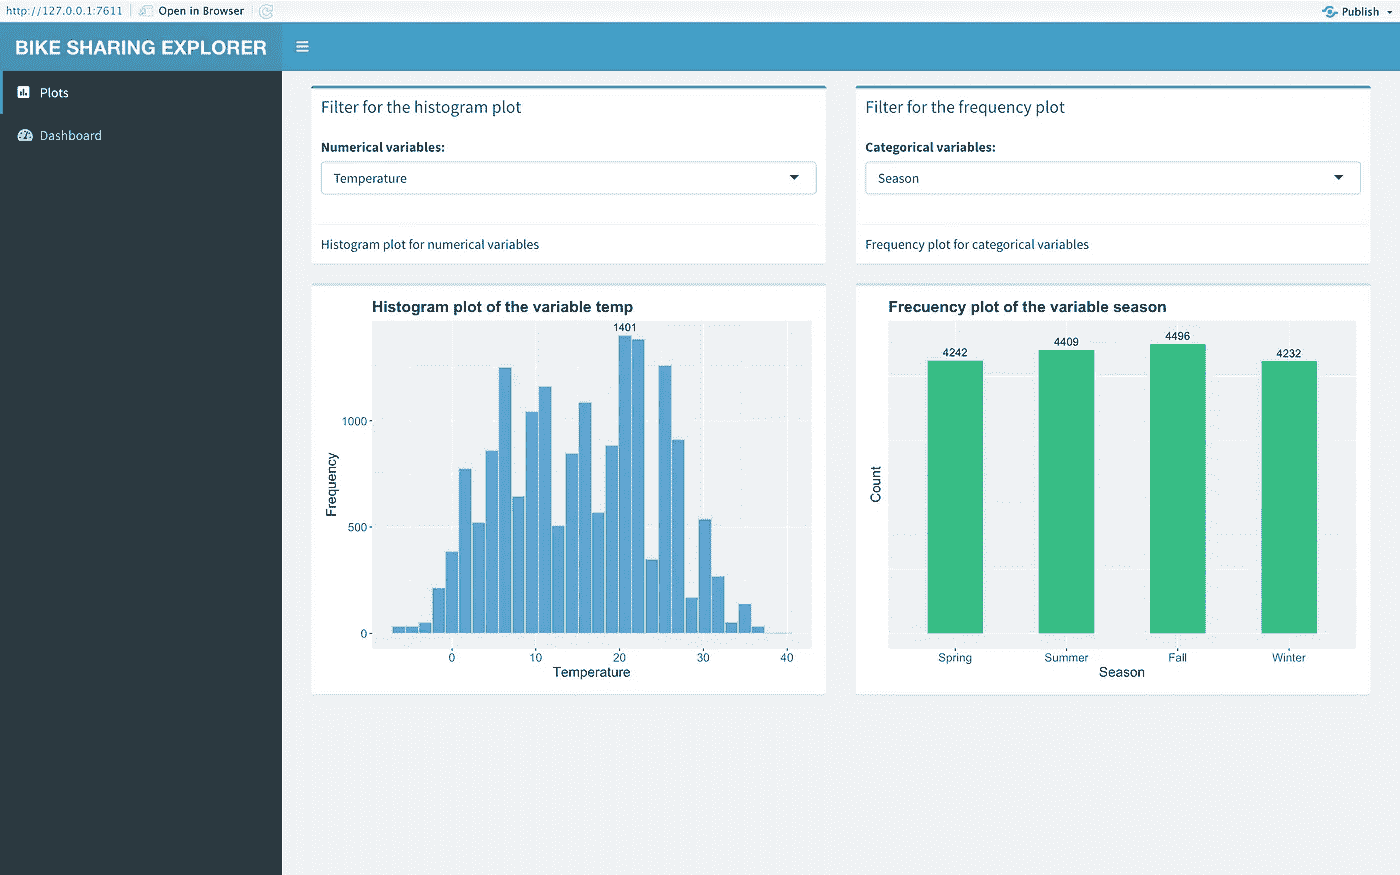 http://127.0.0.1:7611 Open in Browser Publish
BIKE SHARING EXPLORER
Plots
Dashboard
Filter for the histogram plot
Numerical variables:
Temperature
Histogram plot for numerical variables
Filter for the frequency plot
Categorical variables:
Season
Frequency plot for categorical variables
Histogram plot of the variable temp
1401
1000
500
0
Frequency
0 10 20 30 40
Temperature
Frecuency plot of the variable season
4242 4409 4496 4232
Count
Spring Summer Fall Winter
Season